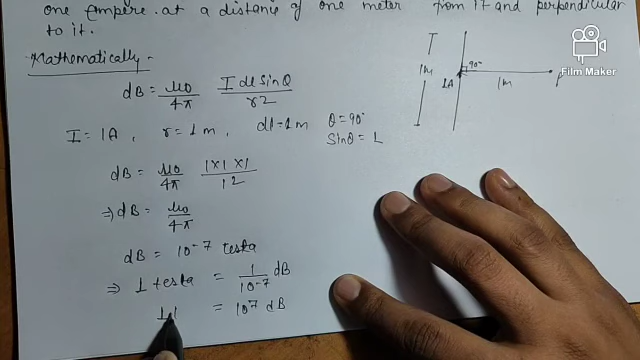 one ampere. at a distance of one meter from it and perpendicular
to it.
Mathematically -
dB = μ0/4π I dl Sinθ/r2
I = 1A, r = 1m, dl = 1m θ = 90°
Sinθ = 1
dB = μ0/4π 1×1×1/12
⇒ dB = μ0/4π
dB = 10-7 tesla
⇒ 1 tesla = 1/10-7 dB
= 107 dB
1m
1A
90°
1m
P
Film Maker